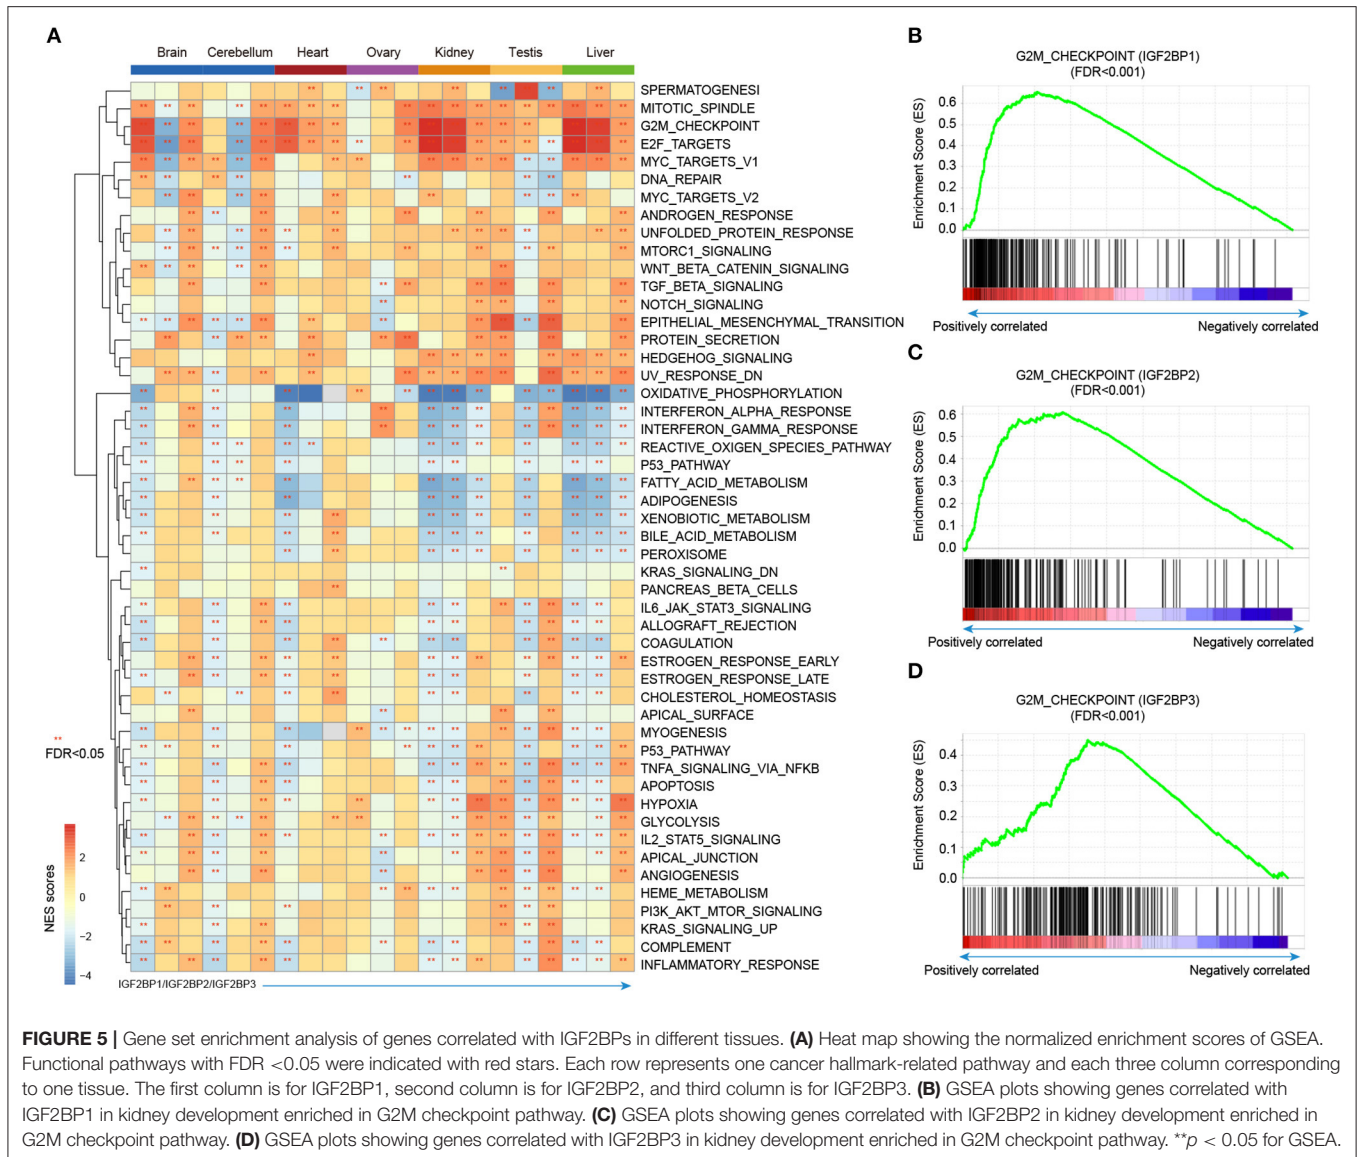 A
Brain Cerebellum Heart Ovary Kidney Testis Liver
SPERMATOGENESI
MITOTIC_SPINDLE
G2M_CHECKPOINT
E2F_TARGETS
MYC_TARGETS_V1
DNA_REPAIR
MYC_TARGETS_V2
ANDROGEN_RESPONSE
UNFOLDED_PROTEIN_RESPONSE
MTORC1_SIGNALING
WNT_BETA_CATENIN_SIGNALING
TGF_BETA_SIGNALING
NOTCH_SIGNALING
EPITHELIAL_MESENCHYMAL_TRANSITION
PROTEIN_SECRETION
HEDGEHOG_SIGNALING
UV_RESPONSE_DN
OXIDATIVE_PHOSPHORYLATION
INTERFERON_ALPHA_RESPONSE
INTERFERON_GAMMA_RESPONSE
REACTIVE_OXIGEN_SPECIES_PATHWAY
P53_PATHWAY
FATTY_ACID_METABOLISM
ADIPOGENESIS
XENOBIOTIC_METABOLISM
BILE_ACID_METABOLISM
PEROXISOME
KRAS_SIGNALING_DN
PANCREAS_BETA_CELLS
IL6_JAK_STAT3_SIGNALING
ALLOGRAFT_REJECTION
COAGULATION
ESTROGEN_RESPONSE_EARLY
ESTROGEN_RESPONSE_LATE
CHOLESTEROL_HOMEOSTASIS
APICAL_SURFACE
MYOGENESIS
P53_PATHWAY
TNFA_SIGNALING_VIA_NFKB
APOPTOSIS
HYPOXIA
GLYCOLYSIS
IL2_STAT5_SIGNALING
APICAL_JUNCTION
ANGIOGENESIS
HEME_METABOLISM
PI3K_AKT_MTOR_SIGNALING
KRAS_SIGNALING_UP
COMPLEMENT
INFLAMMATORY_RESPONSE
**
FDR<0.05
NES scores
2
0
−2
−4
IGF2BP1/IGF2BP2/IGF2BP3
B
G2M_CHECKPOINT (IGF2BP1)
(FDR<0.001)
Enrichment Score (ES)
0.6
0.5
0.4
0.3
0.2
0.1
0.0
Positively correlated Negatively correlated
C
G2M_CHECKPOINT (IGF2BP2)
(FDR<0.001)
Enrichment Score (ES)
0.6
0.5
0.4
0.3
0.2
0.1
0.0
Positively correlated Negatively correlated
D
G2M_CHECKPOINT (IGF2BP3)
(FDR<0.001)
Enrichment Score (ES)
0.4
0.3
0.2
0.1
0.0
Positively correlated Negatively correlated
FIGURE 5 | Gene set enrichment analysis of genes correlated with IGF2BPs in different tissues. (A) Heat map showing the normalized enrichment scores of GSEA.
Functional pathways with FDR <0.05 were indicated with red stars. Each row represents one cancer hallmark-related pathway and each three column corresponding
to one tissue. The first column is for IGF2BP1, second column is for IGF2BP2, and third column is for IGF2BP3. (B) GSEA plots showing genes correlated with
IGF2BP1 in kidney development enriched in G2M checkpoint pathway. (C) GSEA plots showing genes correlated with IGF2BP2 in kidney development enriched in
G2M checkpoint pathway. (D) GSEA plots showing genes correlated with IGF2BP3 in kidney development enriched in G2M checkpoint pathway. **p < 0.05 for GSEA.